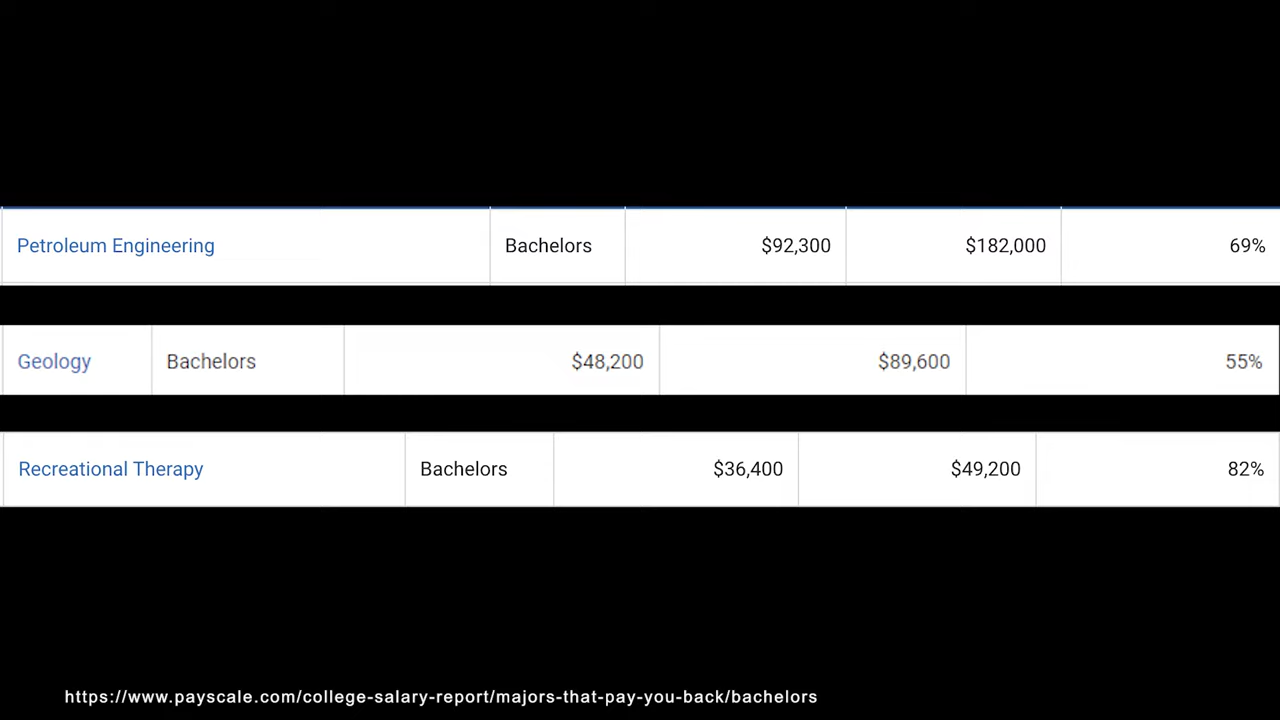 Petroleum Engineering Bachelors $92,300 $182,000 69%
Geology Bachelors $48,200 $89,600 55%
Recreational Therapy Bachelors $36,400 $49,200 82%
https://www.payscale.com/college-salary-report/majors-that-pay-you-back/bachelors